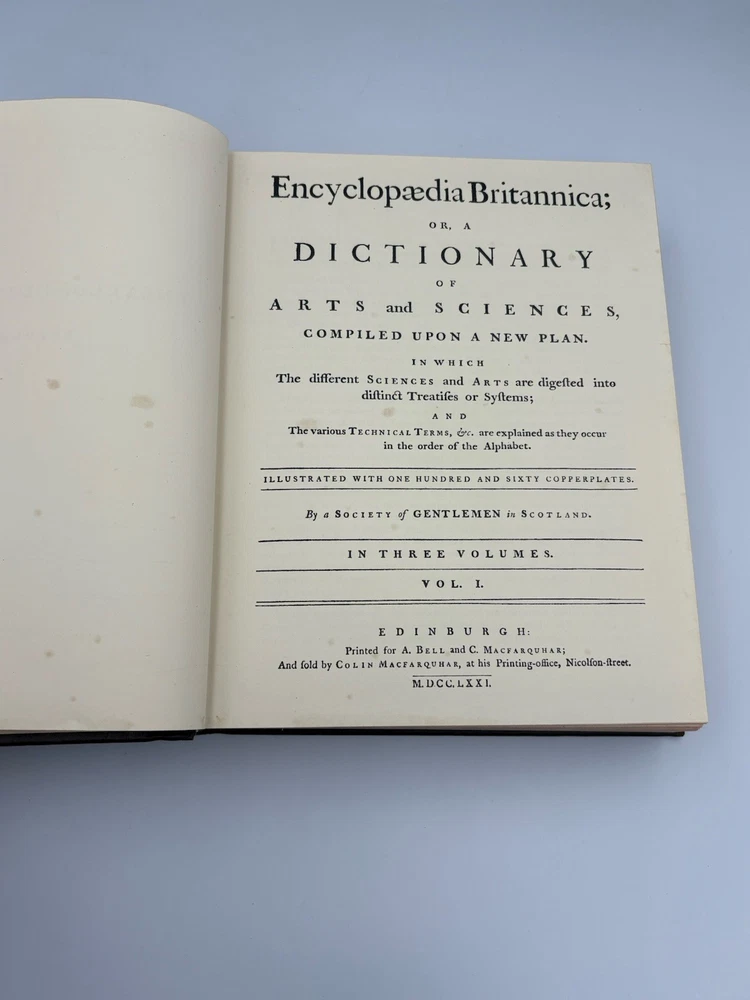 Encyclopædia Britannica;
OR, A
DICTIONARY
OF
ARTS and SCIENCES,
COMPILED UPON A NEW PLAN.
IN WHICH
The different SCIENCES and ARTS are digeſted into
diſtinct Treatiſes or Syſtems;
AND
The various TECHNICAL TERMS, &c. are explained as they occur
in the order of the Alphabet.
ILLUSTRATED WITH ONE HUNDRED AND SIXTY COPPERPLATES.
By a SOCIETY of GENTLEMEN in SCOTLAND.
IN THREE VOLUMES.
VOL. I.
EDINBURGH:
Printed for A. BELL and C. MACFARQUHAR;
And ſold by COLIN MACFARQUHAR, at his Printing-office, Nicolſon-ſtreet.
M.DCC.LXXI.